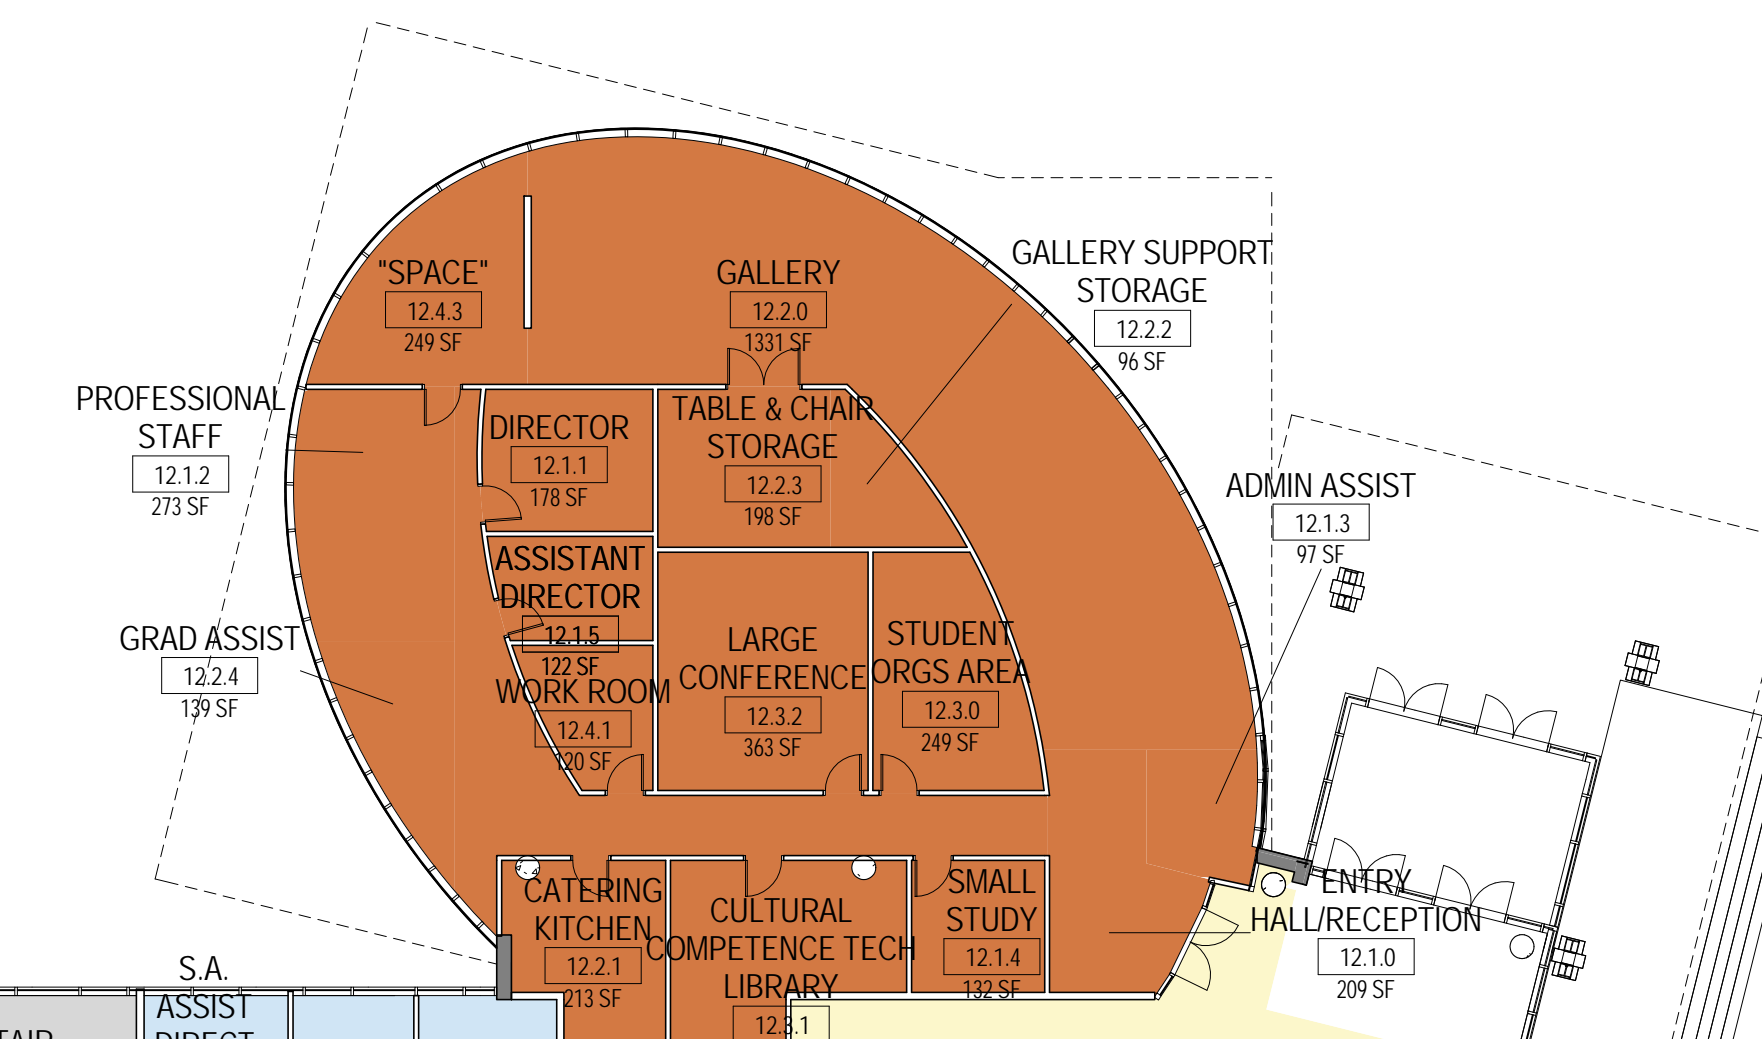 "SPACE"
12.4.3
249 SF
GALLERY
12.2.0
1331 SF
GALLERY SUPPORT
STORAGE
12.2.2
96 SF
PROFESSIONAL
STAFF
12.1.2
273 SF
DIRECTOR
12.1.1
178 SF
TABLE & CHAIR
STORAGE
12.2.3
198 SF
ADMIN ASSIST
12.1.3
97 SF
ASSISTANT
DIRECTOR
12.1.5
122 SF
GRAD ASSIST
12.2.4
139 SF
WORK ROOM
12.4.1
120 SF
LARGE
CONFERENCE
12.3.2
363 SF
STUDENT
ORGS AREA
12.3.0
249 SF
CATERING
KITCHEN
12.2.1
213 SF
CULTURAL
COMPETENCE TECH
LIBRARY
12.3.1
SMALL
STUDY
12.1.4
132 SF
ENTRY
HALL/RECEPTION
12.1.0
209 SF
S.A.
ASSIST